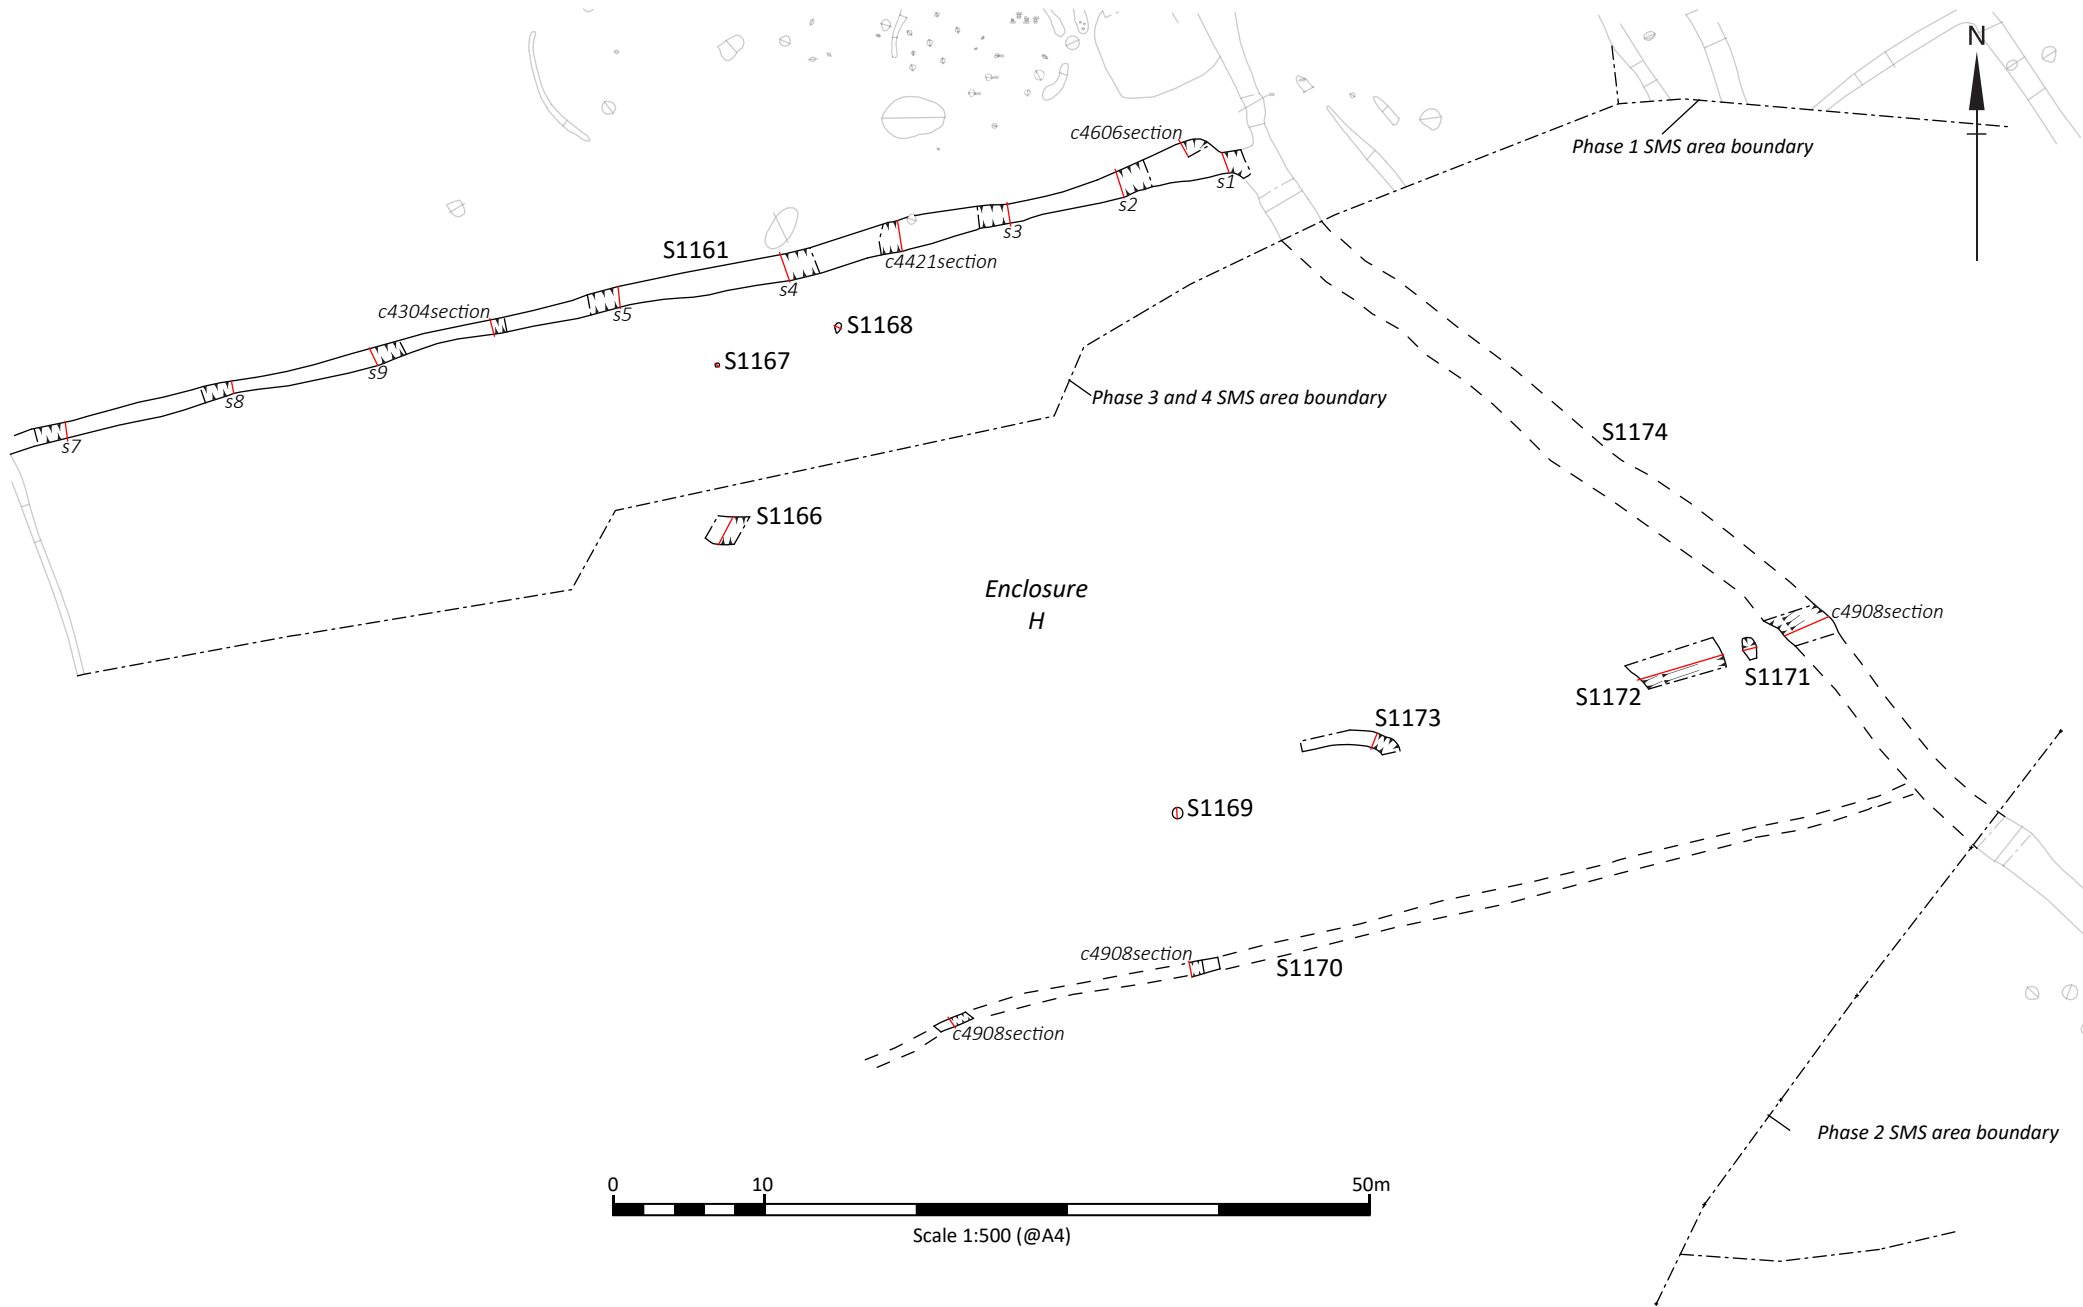 N
c4606section
Phase 1 SMS area boundary
s1
s2
s3
S1161
c4421section
s4
c4304section
s5
S1168
S1167
s9
s8
Phase 3 and 4 SMS area boundary
S1174
s7
S1166
Enclosure
H
c4908section
S1171
S1172
S1173
S1169
c4908section
S1170
c4908section
Phase 2 SMS area boundary
0 10 50m
Scale 1:500 (@A4)